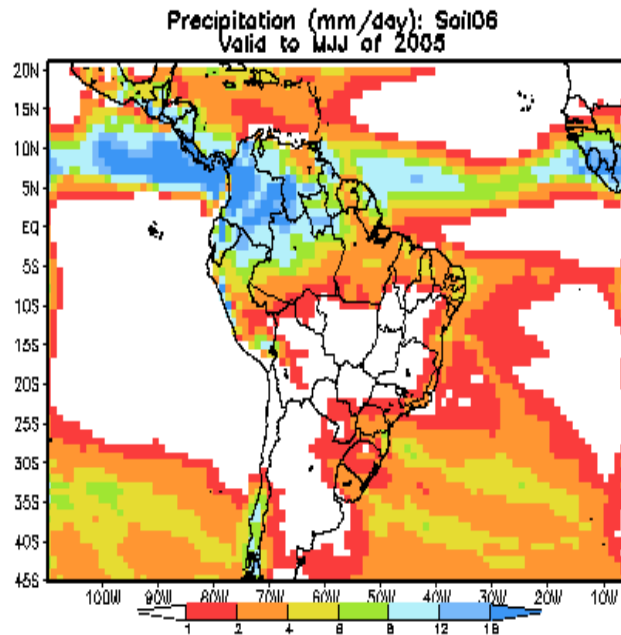 Precipitation (mm/day): Soil06
Valid to MJJ of 2005
20N
15N
10N
5N
EQ
5S
10S
15S
20S
25S
30S
35S
40S
45S
100W 90W 80W 70W 60W 50W 40W 30W 20W 10W
1 2 4 6 8 12 16